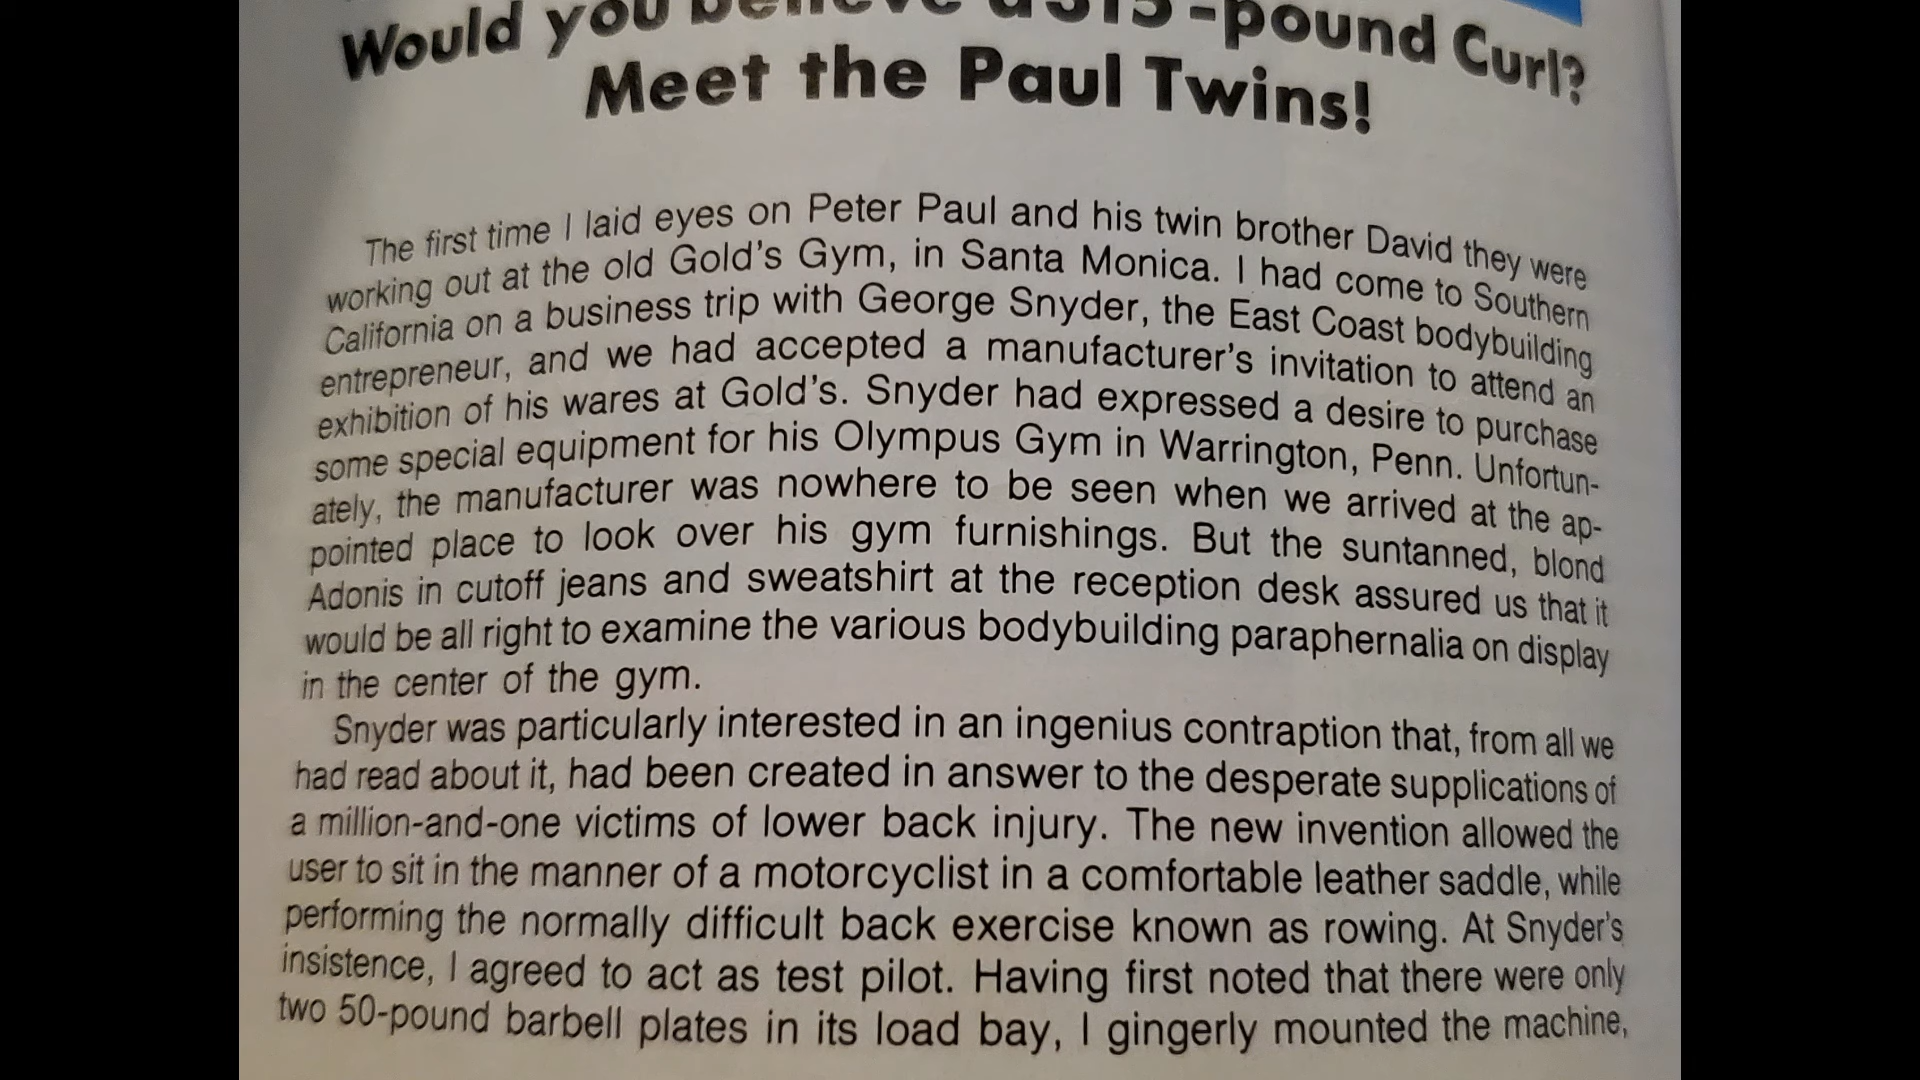 Would you believe a 315-pound Curl?
Meet the Paul Twins!
The first time I laid eyes on Peter Paul and his twin brother David they were
working out at the old Gold's Gym, in Santa Monica. I had come to Southern
California on a business trip with George Snyder, the East Coast bodybuilding
entrepreneur, and we had accepted a manufacturer's invitation to attend an
exhibition of his wares at Gold's. Snyder had expressed a desire to purchase
some special equipment for his Olympus Gym in Warrington, Penn. Unfortun-
ately, the manufacturer was nowhere to be seen when we arrived at the ap-
pointed place to look over his gym furnishings. But the suntanned, blond
Adonis in cutoff jeans and sweatshirt at the reception desk assured us that it
would be all right to examine the various bodybuilding paraphernalia on display
in the center of the gym.
Snyder was particularly interested in an ingenius contraption that, from all we
had read about it, had been created in answer to the desperate supplications of
a million-and-one victims of lower back injury. The new invention allowed the
user to sit in the manner of a motorcyclist in a comfortable leather saddle, while
performing the normally difficult back exercise known as rowing. At Snyder's
insistence, I agreed to act as test pilot. Having first noted that there were only
two 50-pound barbell plates in its load bay, I gingerly mounted the machine,